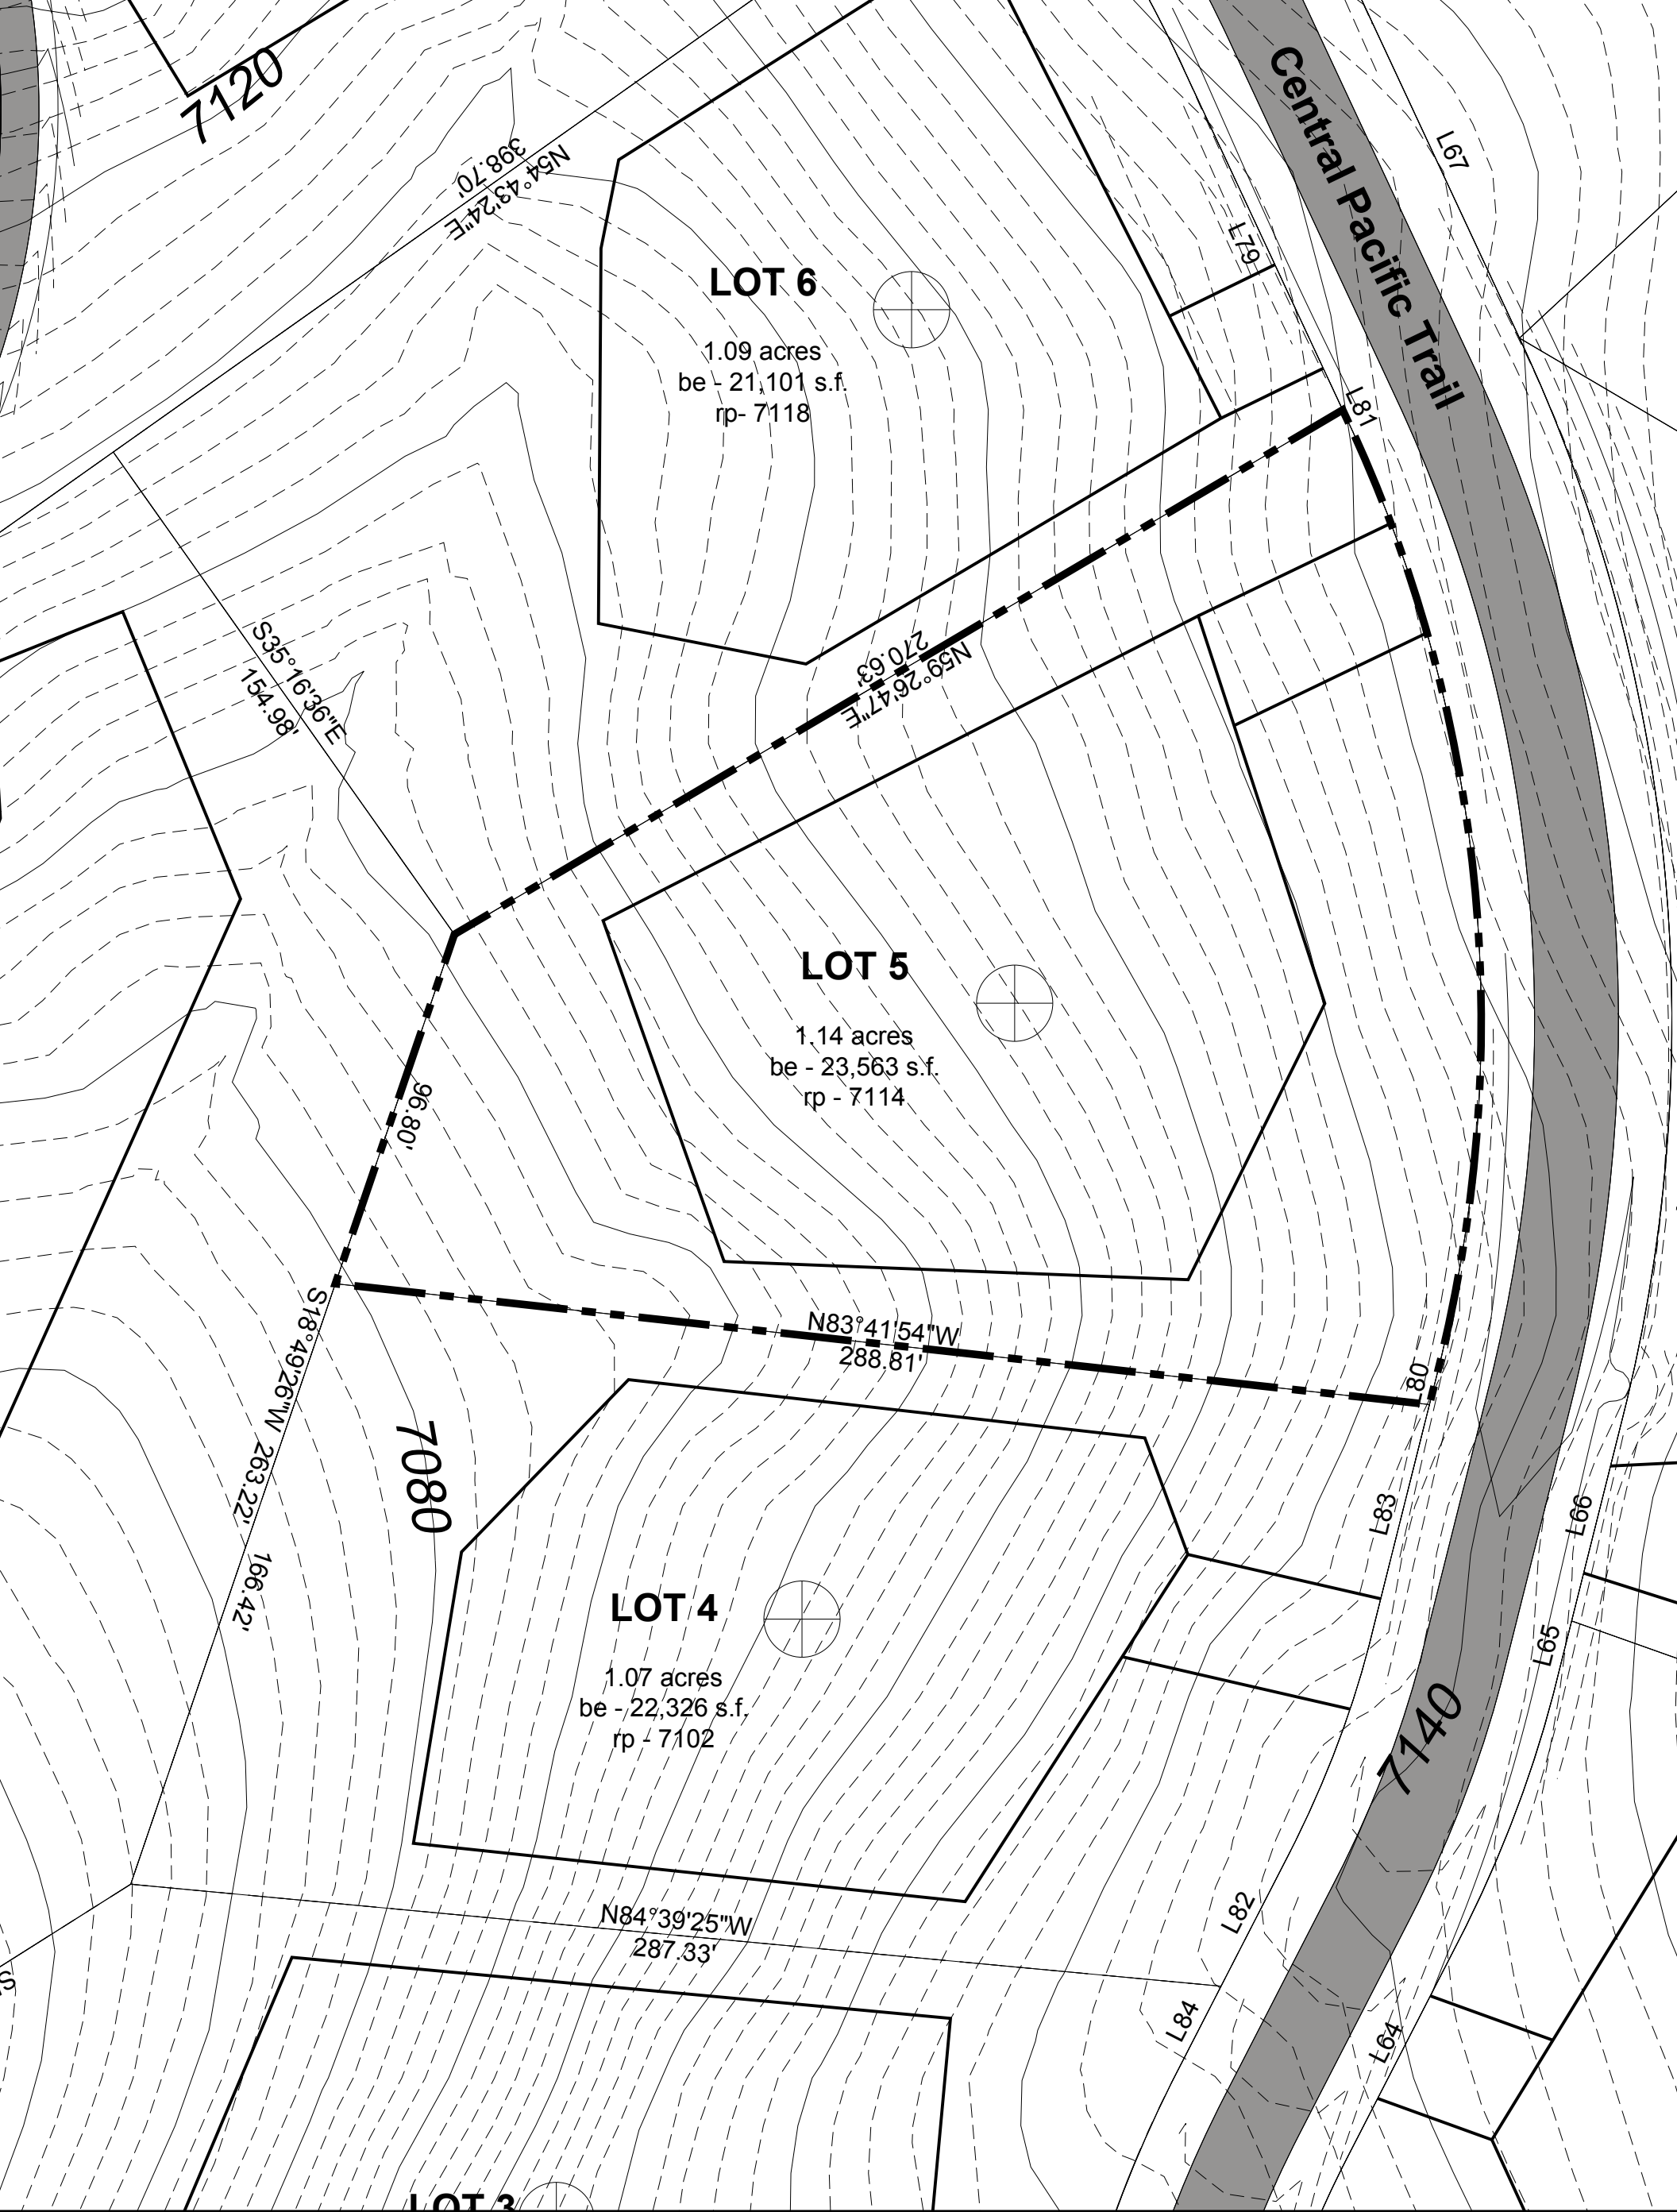 7120
Central Pacific Trail
L67
398.70'
N54°43'24"E
LOT 6
L79
1.09 acres
be - 21,101 s.f.
rp- 7118
L81
S35°16'36"E
154.98'
270.63'
N59°26'47"E
LOT 5
1.14 acres
be - 23,563 s.f.
rp - 7114
96.80'
N83°41'54"W
288.81'
L80
S18°49'26"W 263.22'
166.42'
7080
L83
L66
LOT 4
1.07 acres
be - 22,326 s.f.
rp - 7102
L65
7140
L82
N84°39'25"W
287.33'
S
L84
L64
LOT 3